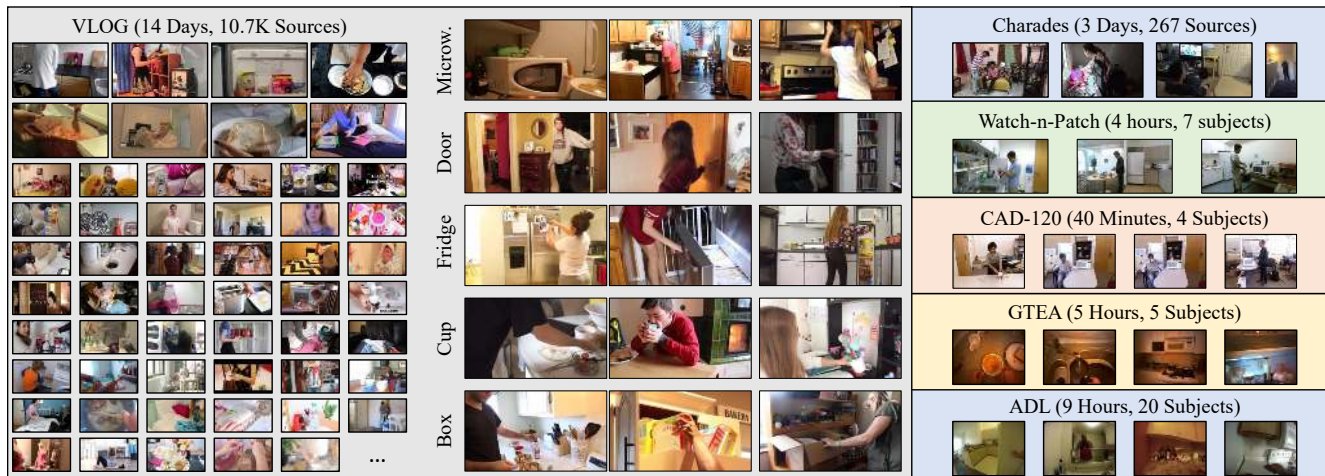 VLOG (14 Days, 10.7K Sources)
...
Microw.
Door
Fridge
Cup
Box
BAKERY
Charades (3 Days, 267 Sources)
Watch-n-Patch (4 hours, 7 subjects)
CAD-120 (40 Minutes, 4 Subjects)
GTEA (5 Hours, 5 Subjects)
ADL (9 Hours, 20 Subjects)